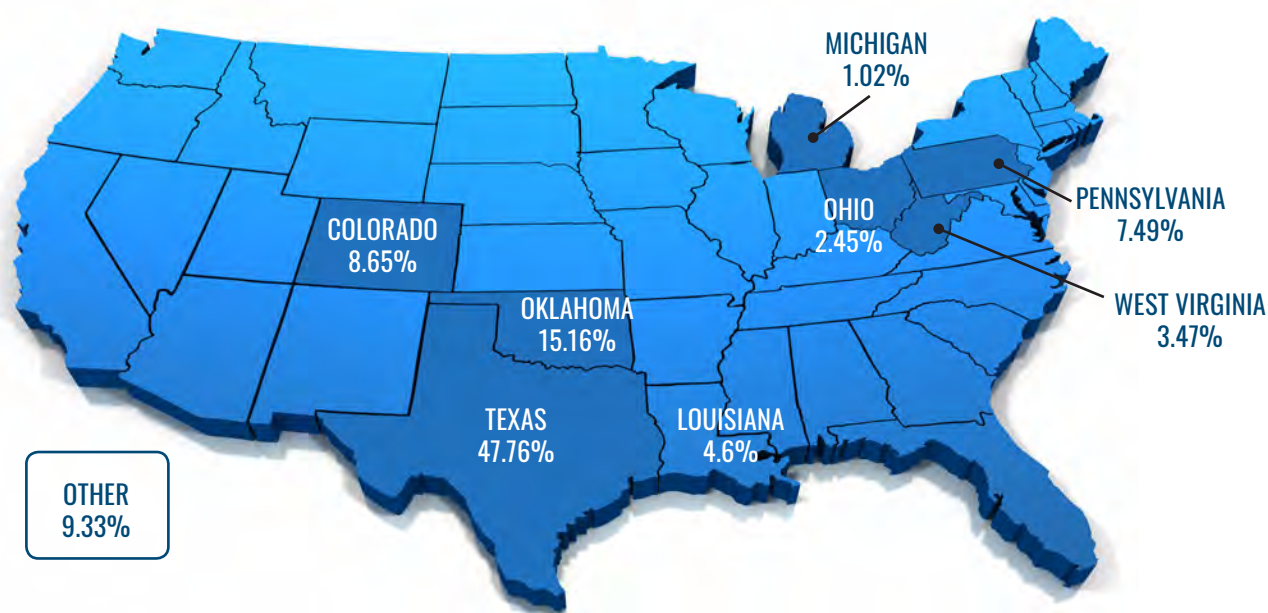 MICHIGAN
1.02%
PENNSYLVANIA
7.49%
OHIO
2.45%
COLORADO
8.65%
WEST VIRGINIA
3.47%
OKLAHOMA
15.16%
TEXAS
47.76%
LOUISIANA
4.6%
OTHER
9.33%